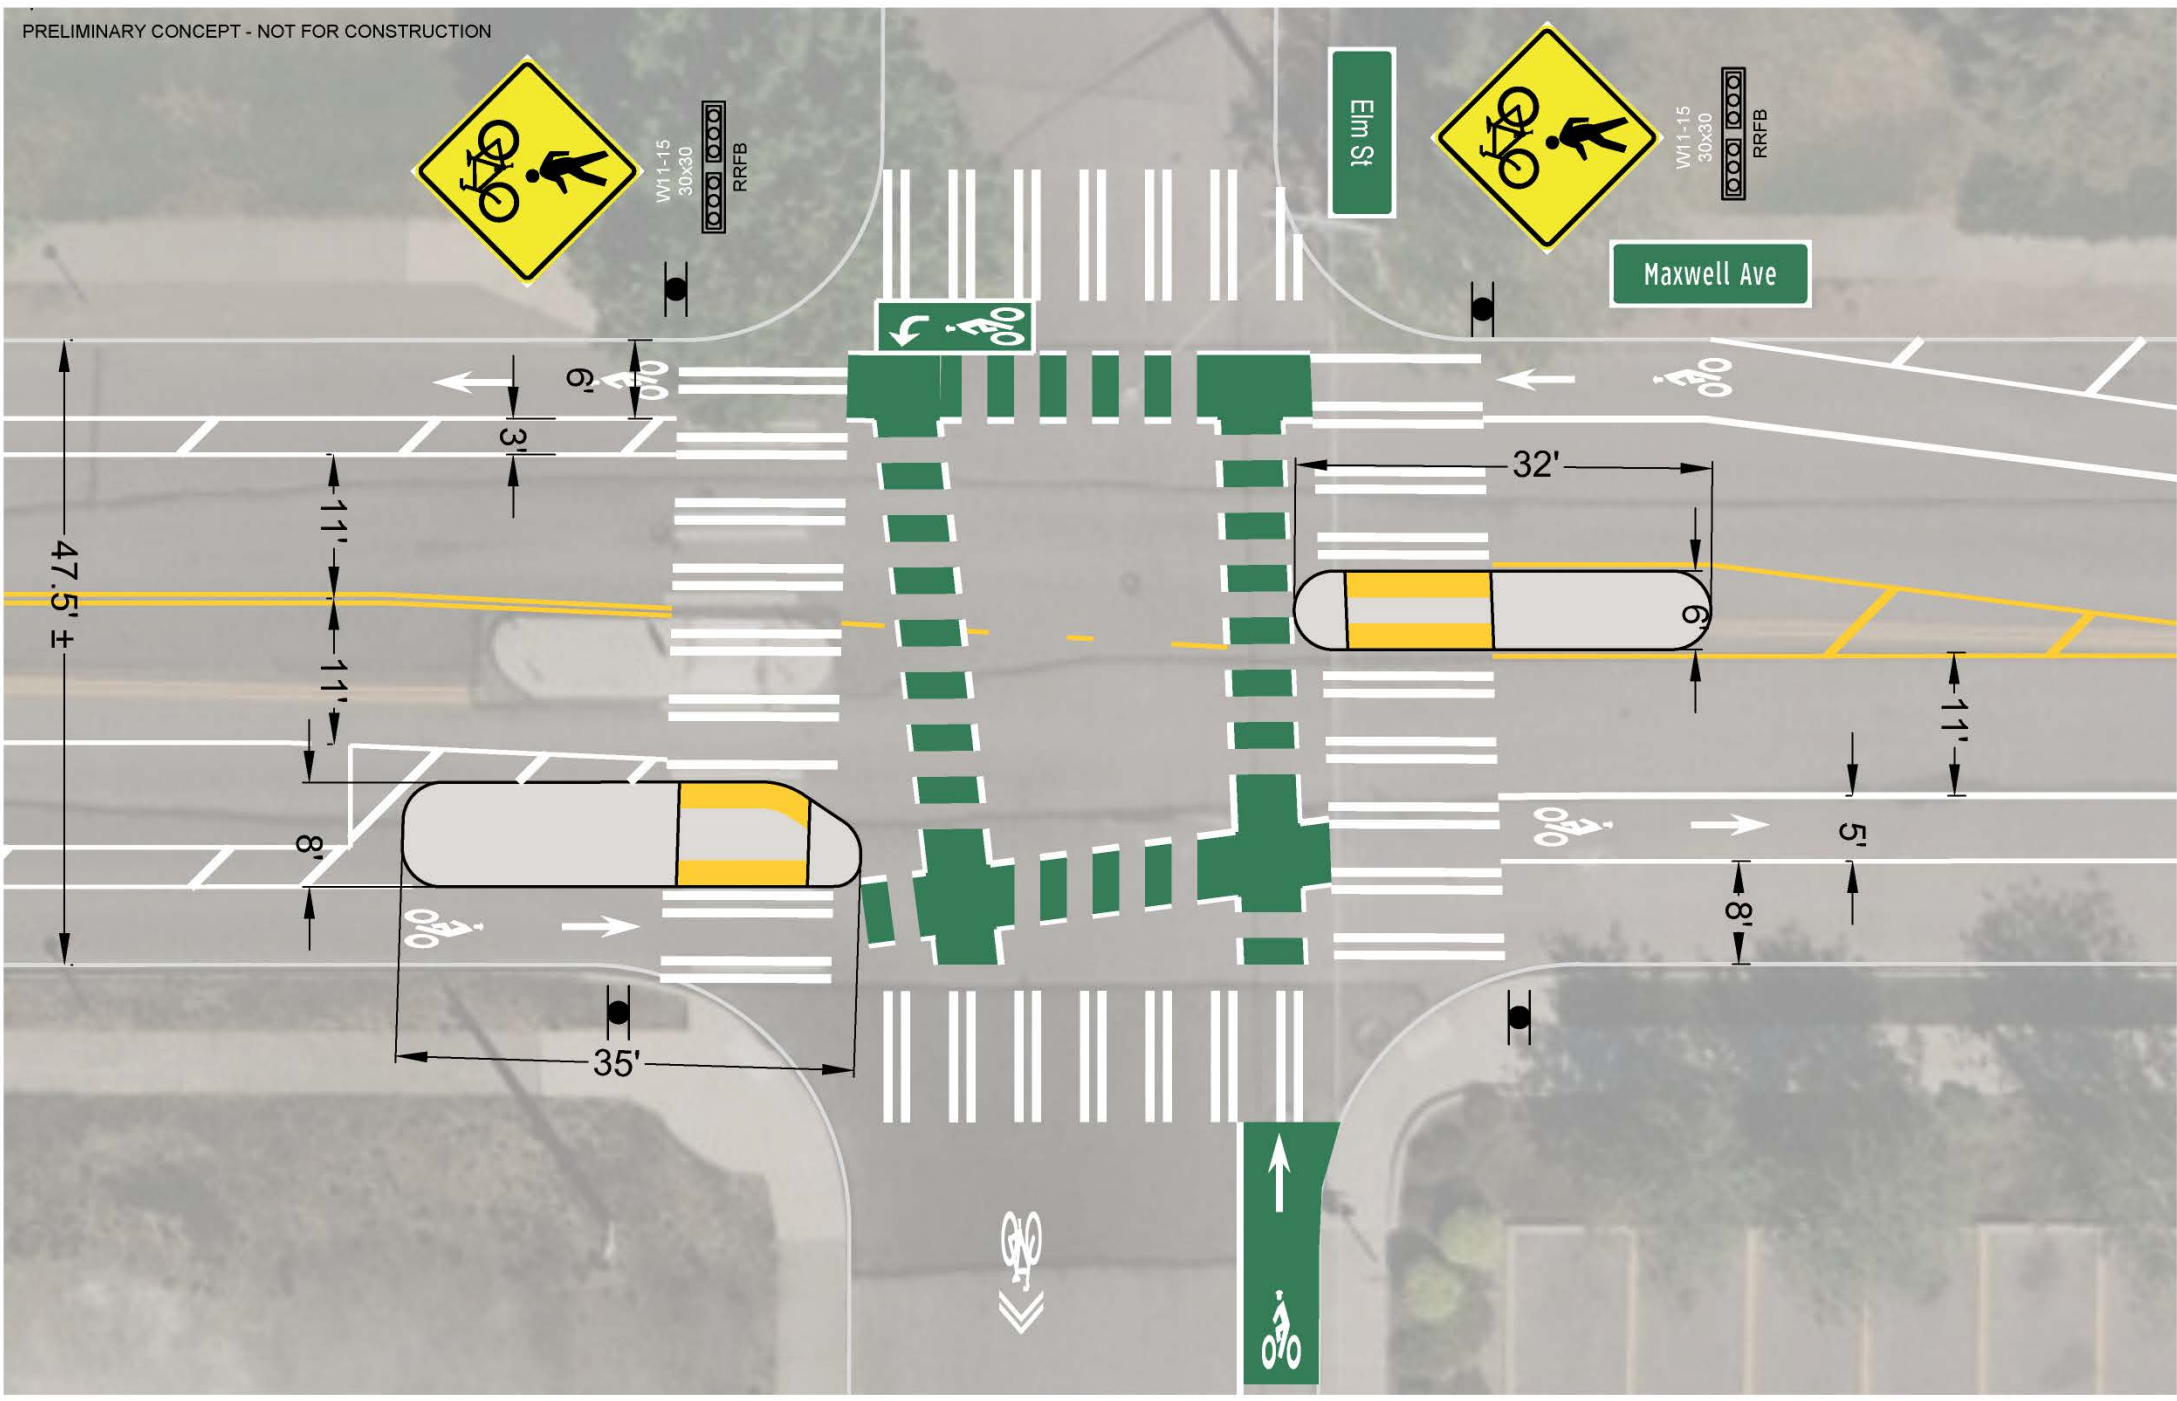 PRELIMINARY CONCEPT - NOT FOR CONSTRUCTION
W11-15
30x30
RRFB
Elm St
W11-15
30x30
RRFB
Maxwell Ave
6'
3'
11'
47.5' ±
11'
8'
35'
32'
6'
11'
5'
8'